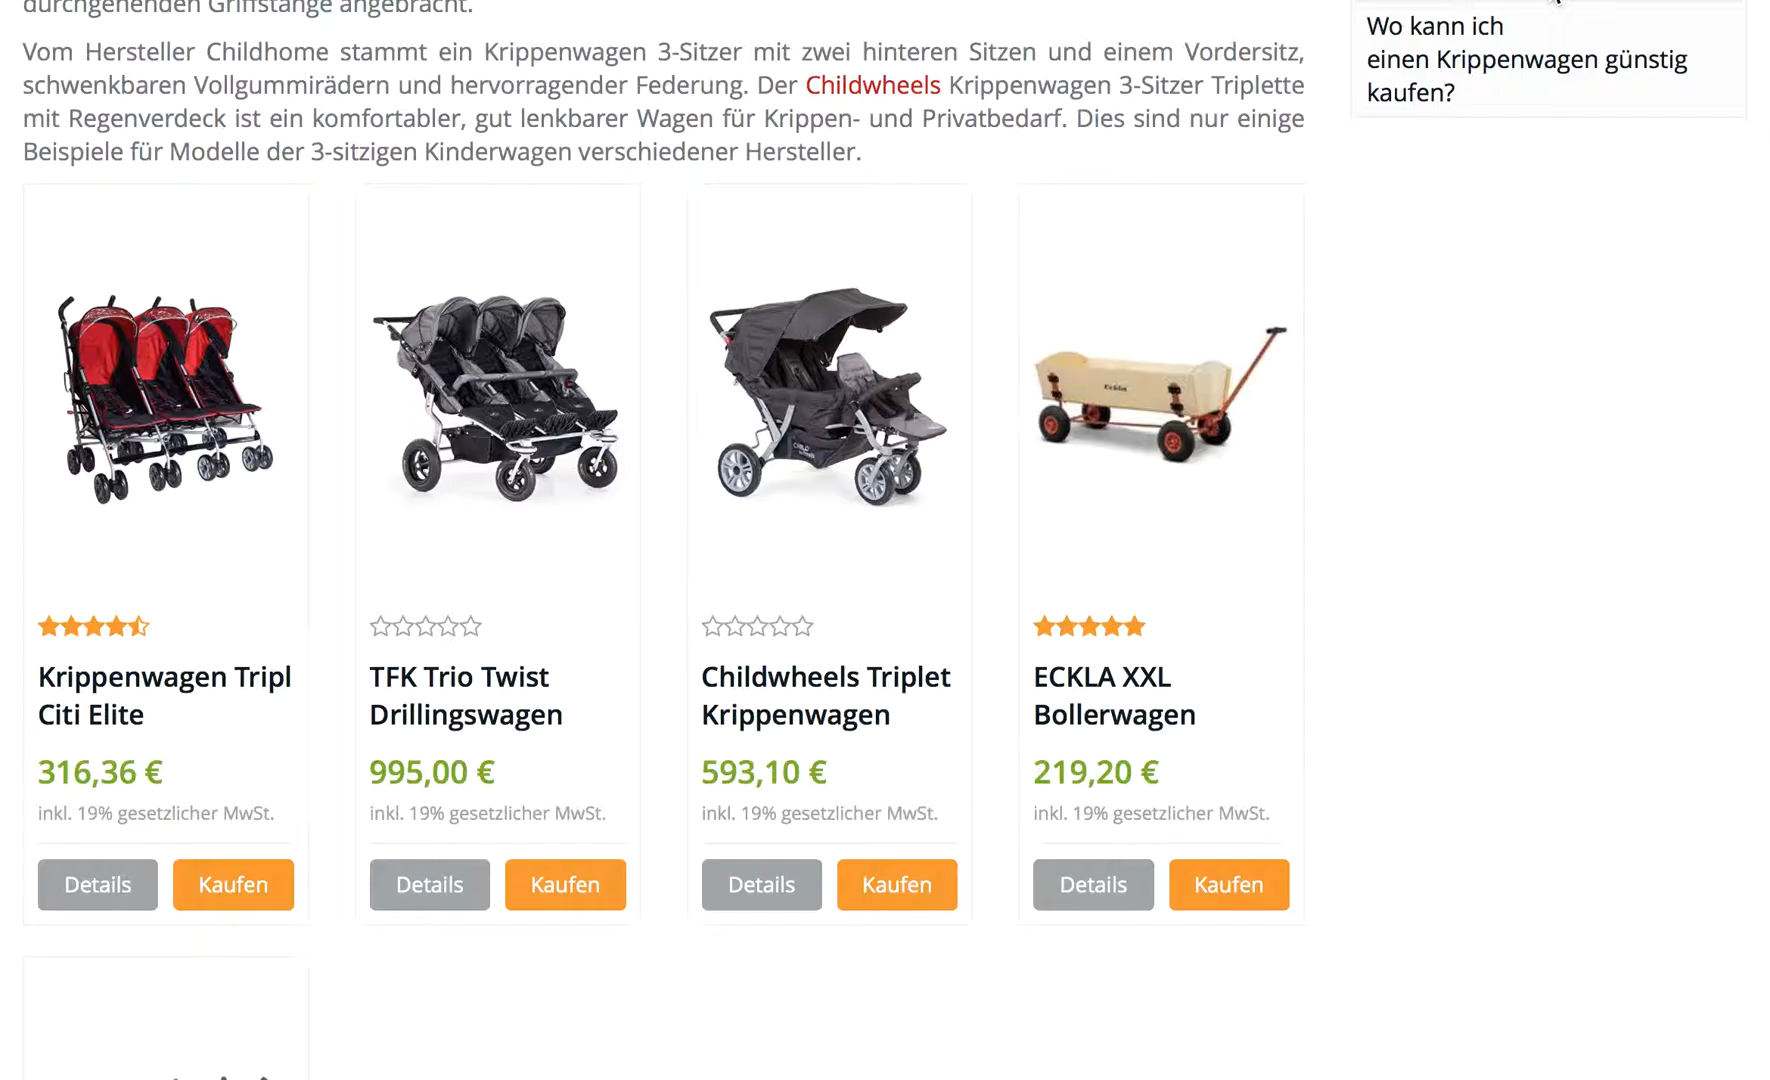 durchgehenden Griffstange angebracht.
Vom Hersteller Childhome stammt ein Krippenwagen 3-Sitzer mit zwei hinteren Sitzen und einem Vordersitz,
schwenkbaren Vollgummirädern und hervorragender Federung. Der Childwheels Krippenwagen 3-Sitzer Triplette
mit Regenverdeck ist ein komfortabler, gut lenkbarer Wagen für Krippen- und Privatbedarf. Dies sind nur einige
Beispiele für Modelle der 3-sitzigen Kinderwagen verschiedener Hersteller.
Wo kann ich
einen Krippenwagen günstig
kaufen?
Eckla
Krippenwagen Tripl
Citi Elite
316,36 €
inkl. 19% gesetzlicher MwSt.
Details
Kaufen
TFK Trio Twist
Drillingswagen
995,00 €
inkl. 19% gesetzlicher MwSt.
Details
Kaufen
Childwheels Triplet
Krippenwagen
593,10 €
inkl. 19% gesetzlicher MwSt.
Details
Kaufen
ECKLA XXL
Bollerwagen
219,20 €
inkl. 19% gesetzlicher MwSt.
Details
Kaufen